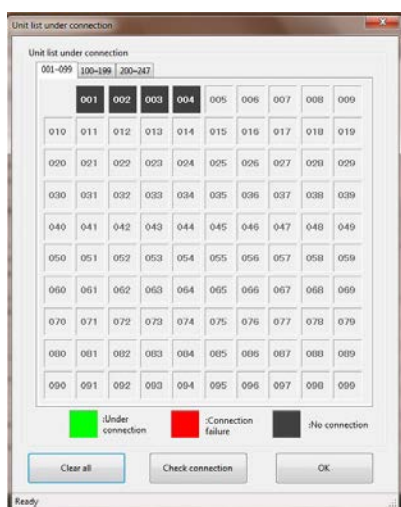 Unit list under connection
Unit list under connection
001-099 100-199 200-247
001 002 003 004 005 006 007 008 009
010 011 012 013 014 015 016 017 018 019
020 021 022 023 024 025 026 027 028 029
030 031 032 033 034 035 036 037 038 039
040 041 042 043 044 045 046 047 048 049
050 051 052 053 054 055 056 057 058 059
060 061 062 063 064 065 066 067 068 069
070 071 072 073 074 075 076 077 078 079
080 081 082 083 084 085 086 087 088 089
090 091 092 093 094 095 096 097 098 099
:Under connection :Connection failure :No connection
Clear all Check connection OK
Ready